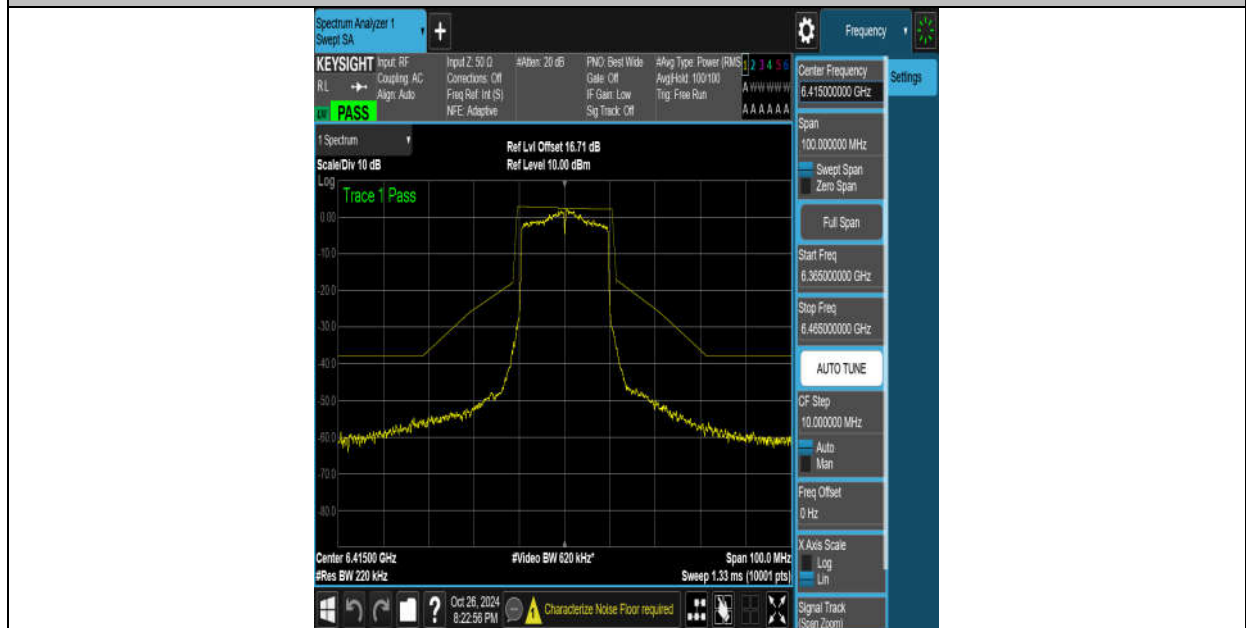 Spectrum Analyzer 1
Swept SA
+
Frequency
KEYSIGHT
RL
Input: RF
Coupling: AC
Align: Auto
Input Z: 50 Ω
Corrections: Off
Freq Ref: Int (S)
NFE: Adaptive
#Atten: 20 dB
PNO: Best Wide
Gate: Off
IF Gain: Low
Sig Track: Off
#Avg Type: Power (RMS
Avg|Hold: 100/100
Trig: Free Run
1 2 3 4 5 6
A W W W W W
A A A A A A
PASS
1 Spectrum
Scale/Div 10 dB
Ref Lvl Offset 16.71 dB
Ref Level 10.00 dBm
Log
Trace 1 Pass
0.00
-10.0
-20.0
-30.0
-40.0
-50.0
-60.0
-70.0
-80.0
Center 6.41500 GHz
#Res BW 220 kHz
#Video BW 620 kHz*
Span 100.0 MHz
Sweep 1.33 ms (10001 pts)
?
Oct 26, 2024
8:22:56 PM
Characterize Noise Floor required
Center Frequency
6.415000000 GHz
Settings
Span
100.000000 MHz
Swept Span
Zero Span
Full Span
Start Freq
6.365000000 GHz
Stop Freq
6.465000000 GHz
AUTO TUNE
CF Step
10.000000 MHz
Auto
Man
Freq Offset
0 Hz
X Axis Scale
Log
Lin
Signal Track
(Span Zoom)